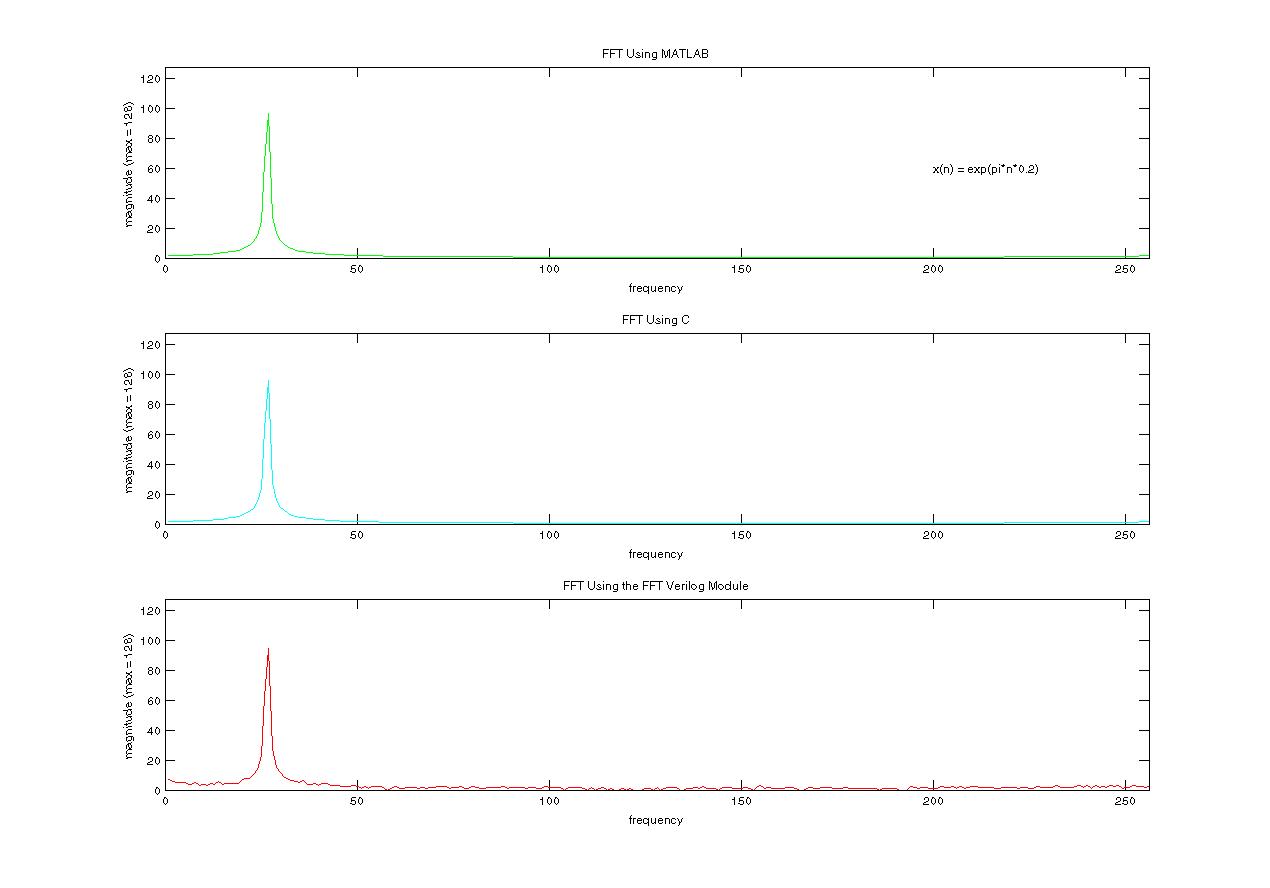 FFT Using MATLAB
magnitude (max = 128)
120
100
80
60
40
20
0
x(n) = exp(pi*n*0.2)
0 50 100 150 200 250
frequency
FFT Using C
magnitude (max = 128)
120
100
80
60
40
20
0
0 50 100 150 200 250
frequency
FFT Using the FFT Verilog Module
magnitude (max = 128)
120
100
80
60
40
20
0
0 50 100 150 200 250
frequency